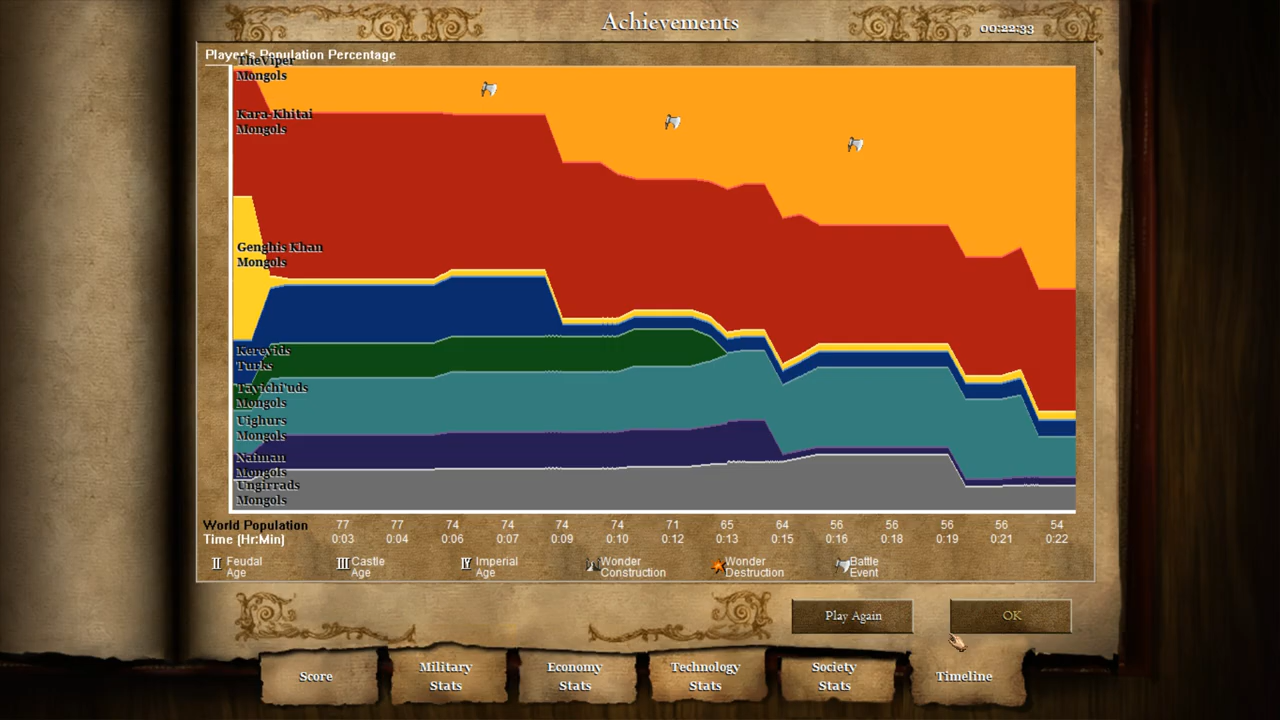 Achievements
00:22:33
Player's Population Percentage
TheViper
Mongols
Kara-Khitai
Mongols
Genghis Khan
Mongols
Kereyids
Turks
Tayichi'uds
Mongols
Uighurs
Mongols
Naiman
Mongols
Ungirrads
Mongols
World Population 77 77 74 74 74 74 71 65 64 56 56 56 56 54
Time (Hr:Min) 0:03 0:04 0:06 0:07 0:09 0:10 0:12 0:13 0:15 0:16 0:18 0:19 0:21 0:22
II Feudal Age
III Castle Age
IV Imperial Age
Wonder Construction
Wonder Destruction
Battle Event
Play Again
OK
Score
Military Stats
Economy Stats
Technology Stats
Society Stats
Timeline